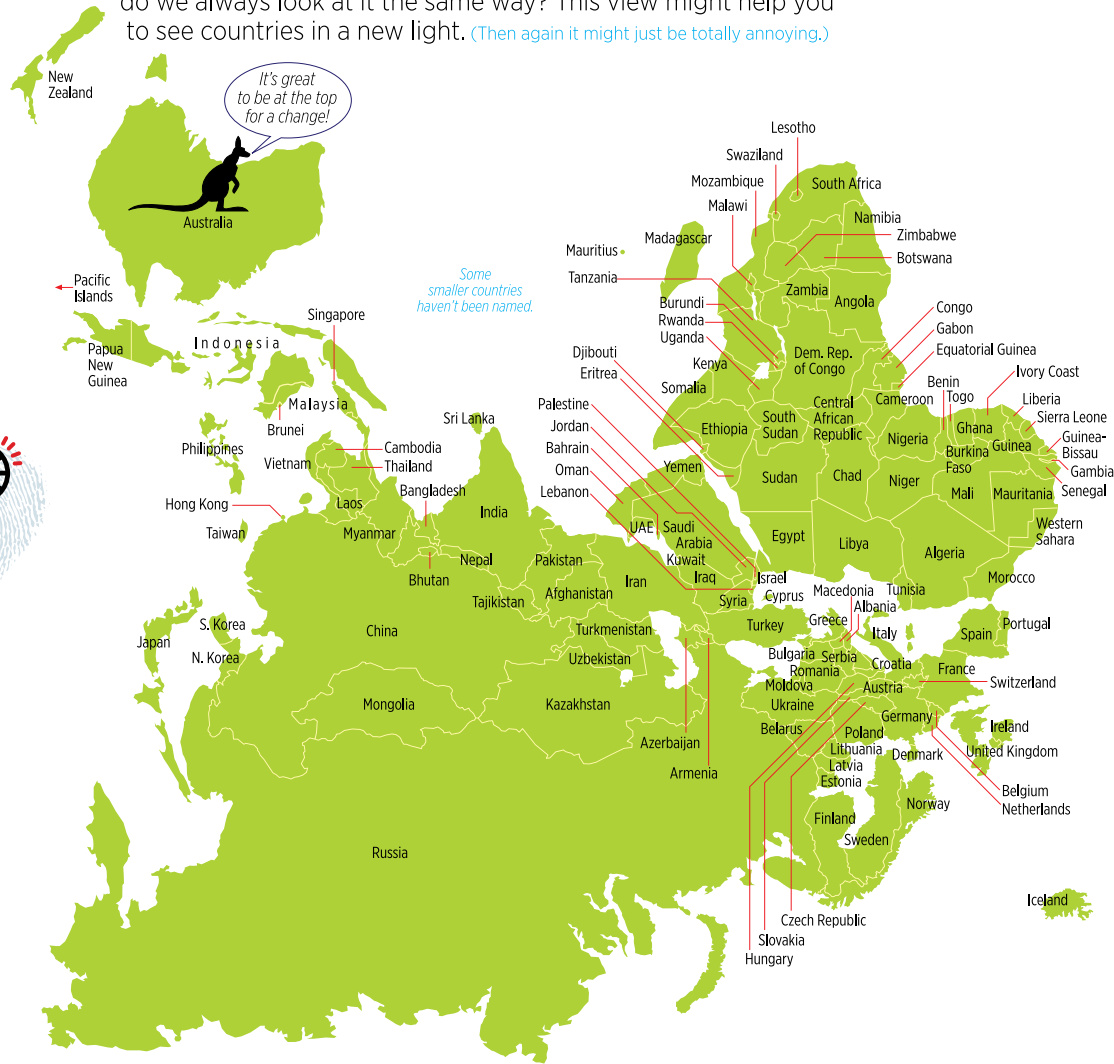 do we always look at it the same way? This view might help you
to see countries in a new light. (Then again it might just be totally annoying.)
New
Zealand
It's great
to be at the top
for a change!
Australia
Pacific
Islands
Papua
New
Guinea
Indonesia
Singapore
Some
smaller countries
haven't been named.
Malaysia
Brunei
Philippines
Vietnam
Cambodia
Thailand
Sri Lanka
Hong Kong
Taiwan
Laos
Bangladesh
Myanmar
India
Bhutan
Nepal
Pakistan
Tajikistan
Afghanistan
Iran
China
Turkmenistan
Uzbekistan
Japan
S. Korea
N. Korea
Mongolia
Kazakhstan
Azerbaijan
Armenia
Russia
Lesotho
Swaziland
Mozambique
Malawi
South Africa
Namibia
Zimbabwe
Botswana
Mauritius
Madagascar
Tanzania
Zambia
Angola
Burundi
Rwanda
Uganda
Congo
Gabon
Equatorial Guinea
Djibouti
Eritrea
Kenya
Somalia
Dem. Rep.
of Congo
Cameroon
Benin
Togo
Ivory Coast
Liberia
Sierra Leone
Guinea-
Bissau
Gambia
Senegal
Palestine
Jordan
Bahrain
Oman
Lebanon
Ethiopia
South
Sudan
Central
African
Republic
Nigeria
Ghana
Burkina
Faso
Guinea
Yemen
Sudan
Chad
Niger
Mali
Mauritania
UAE
Saudi
Arabia
Kuwait
Iraq
Egypt
Libya
Algeria
Western
Sahara
Morocco
Israel
Cyprus
Syria
Tunisia
Macedonia
Albania
Turkey
Greece
Italy
Spain
Portugal
Bulgaria
Serbia
Romania
Croatia
France
Moldova
Austria
Switzerland
Ukraine
Germany
Belarus
Poland
Ireland
Lithuania
Denmark
United Kingdom
Latvia
Estonia
Belgium
Netherlands
Norway
Finland
Sweden
Iceland
Czech Republic
Slovakia
Hungary